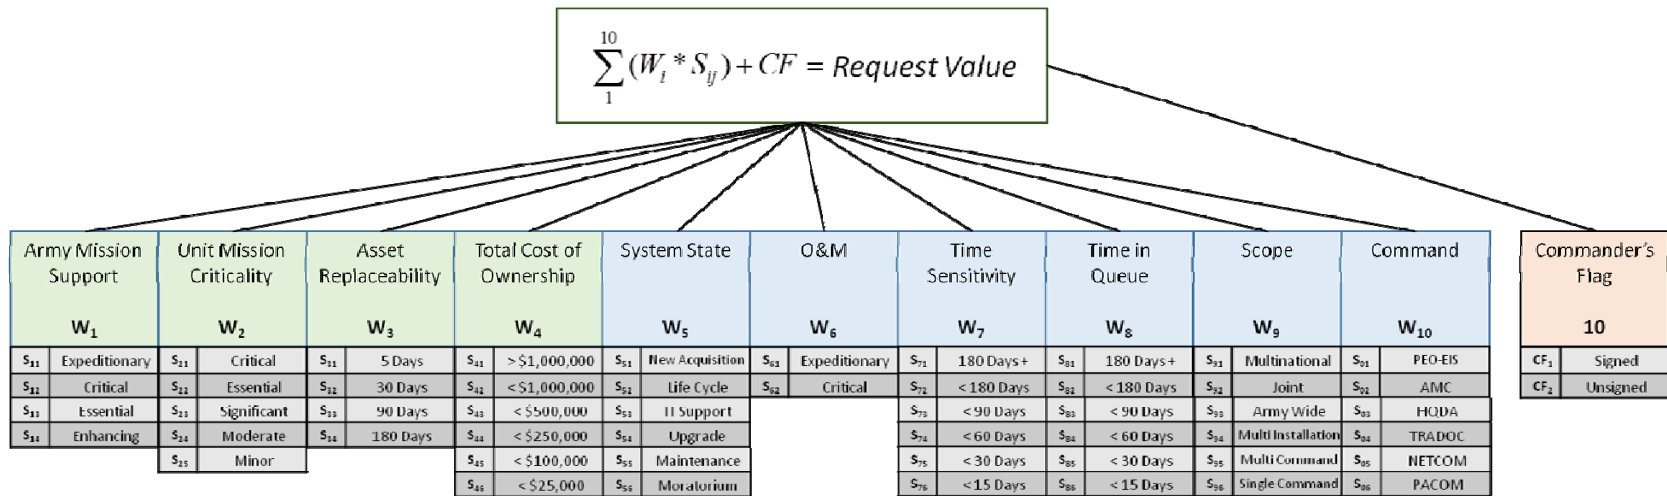 10
∑ (W_i * S_ij) + CF = Request Value
1
Army Mission Support
W₁
S₁₁ Expeditionary
S₁₂ Critical
S₁₃ Essential
S₁₄ Enhancing
Unit Mission Criticality
W₂
S₂₁ Critical
S₂₂ Essential
S₂₃ Significant
S₂₄ Moderate
S₂₅ Minor
Asset Replaceability
W₃
S₃₁ 5 Days
S₃₂ 30 Days
S₃₃ 90 Days
S₃₄ 180 Days
Total Cost of Ownership
W₄
S₄₁ >$1,000,000
S₄₂ <$1,000,000
S₄₃ <$500,000
S₄₄ <$250,000
S₄₅ <$100,000
S₄₆ <$25,000
System State
W₅
S₅₁ New Acquisition
S₅₂ Life Cycle
S₅₃ IT Support
S₅₄ Upgrade
S₅₅ Maintenance
S₅₆ Moratorium
O&M
W₆
S₆₁ Expeditionary
S₆₂ Critical
Time Sensitivity
W₇
S₇₁ 180 Days+
S₇₂ <180 Days
S₇₃ <90 Days
S₇₄ <60 Days
S₇₅ <30 Days
S₇₆ <15 Days
Time in Queue
W₈
S₈₁ 180 Days+
S₈₂ <180 Days
S₈₃ <90 Days
S₈₄ <60 Days
S₈₅ <30 Days
S₈₆ <15 Days
Scope
W₉
S₉₁ Multinational
S₉₂ Joint
S₉₃ Army Wide
S₉₄ Multi Installation
S₉₅ Multi Command
S₉₆ Single Command
Command
W₁₀
S₀₁ PEO-EIS
S₀₂ AMC
S₀₃ HQDA
S₀₄ TRADOC
S₀₅ NETCOM
S₀₆ PACOM
Commander's Flag
10
CF₁ Signed
CF₂ Unsigned